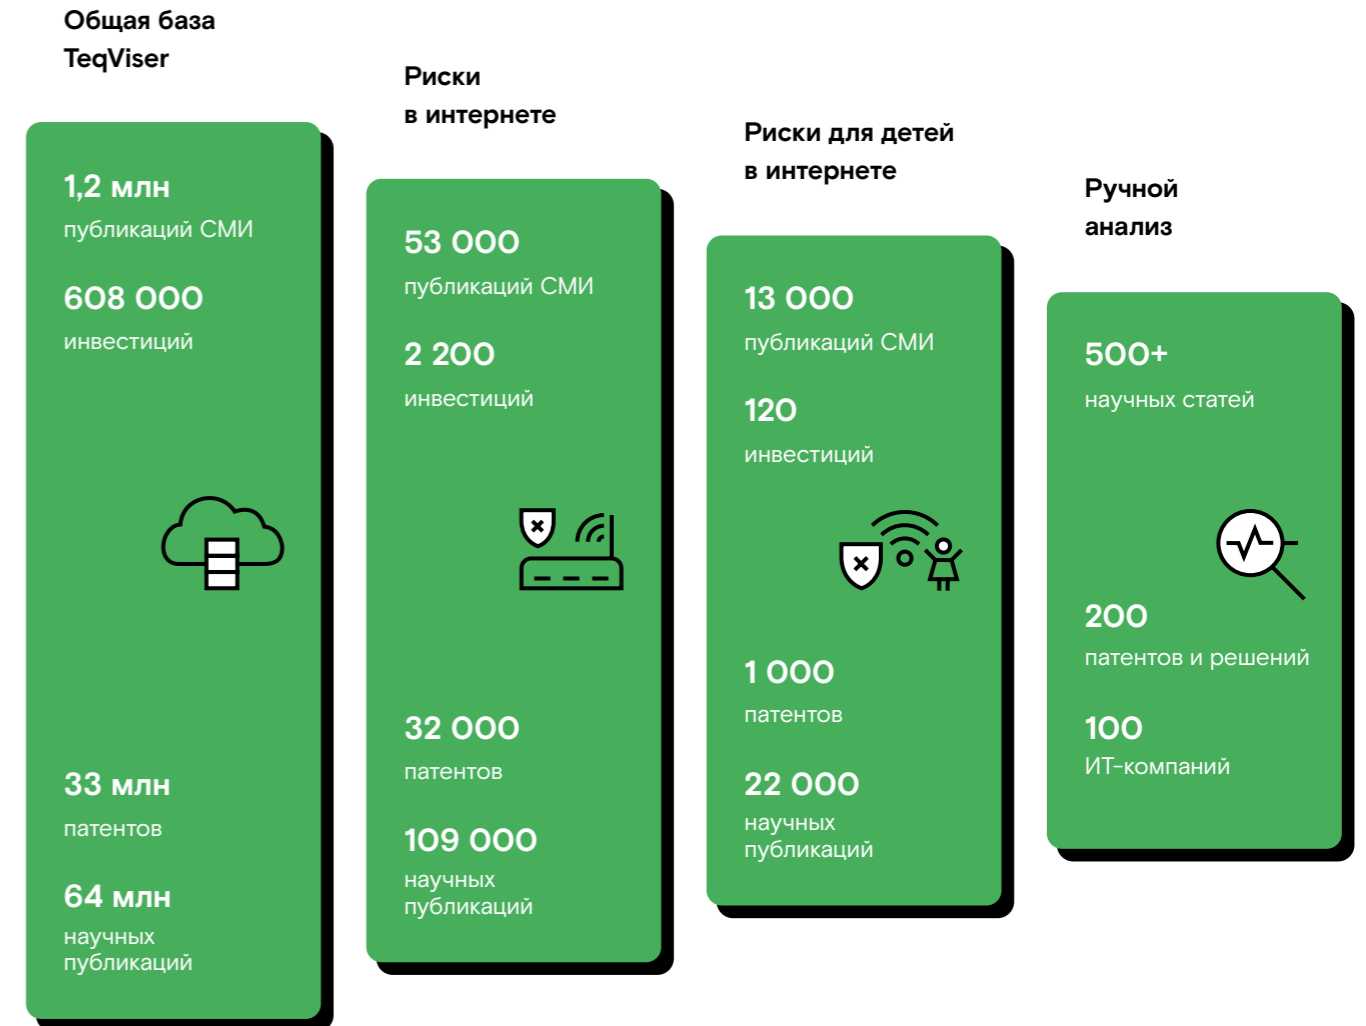 Общая база
TeqViser
1,2 млн
публикаций СМИ
608 000
инвестиций
33 млн
патентов
64 млн
научных
публикаций
Риски
в интернете
53 000
публикаций СМИ
2 200
инвестиций
32 000
патентов
109 000
научных
публикаций
Риски для детей
в интернете
13 000
публикаций СМИ
120
инвестиций
1 000
патентов
22 000
научных
публикаций
Ручной
анализ
500+
научных статей
200
патентов и решений
100
ИТ-компаний